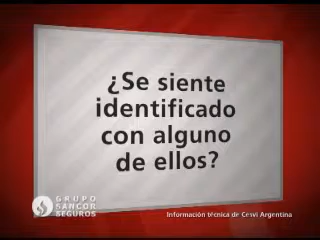 ¿Se siente
identificado
con alguno
de ellos?
GRUPO
SANCOR
SEGUROS
Información técnica de Cesvi Argentina